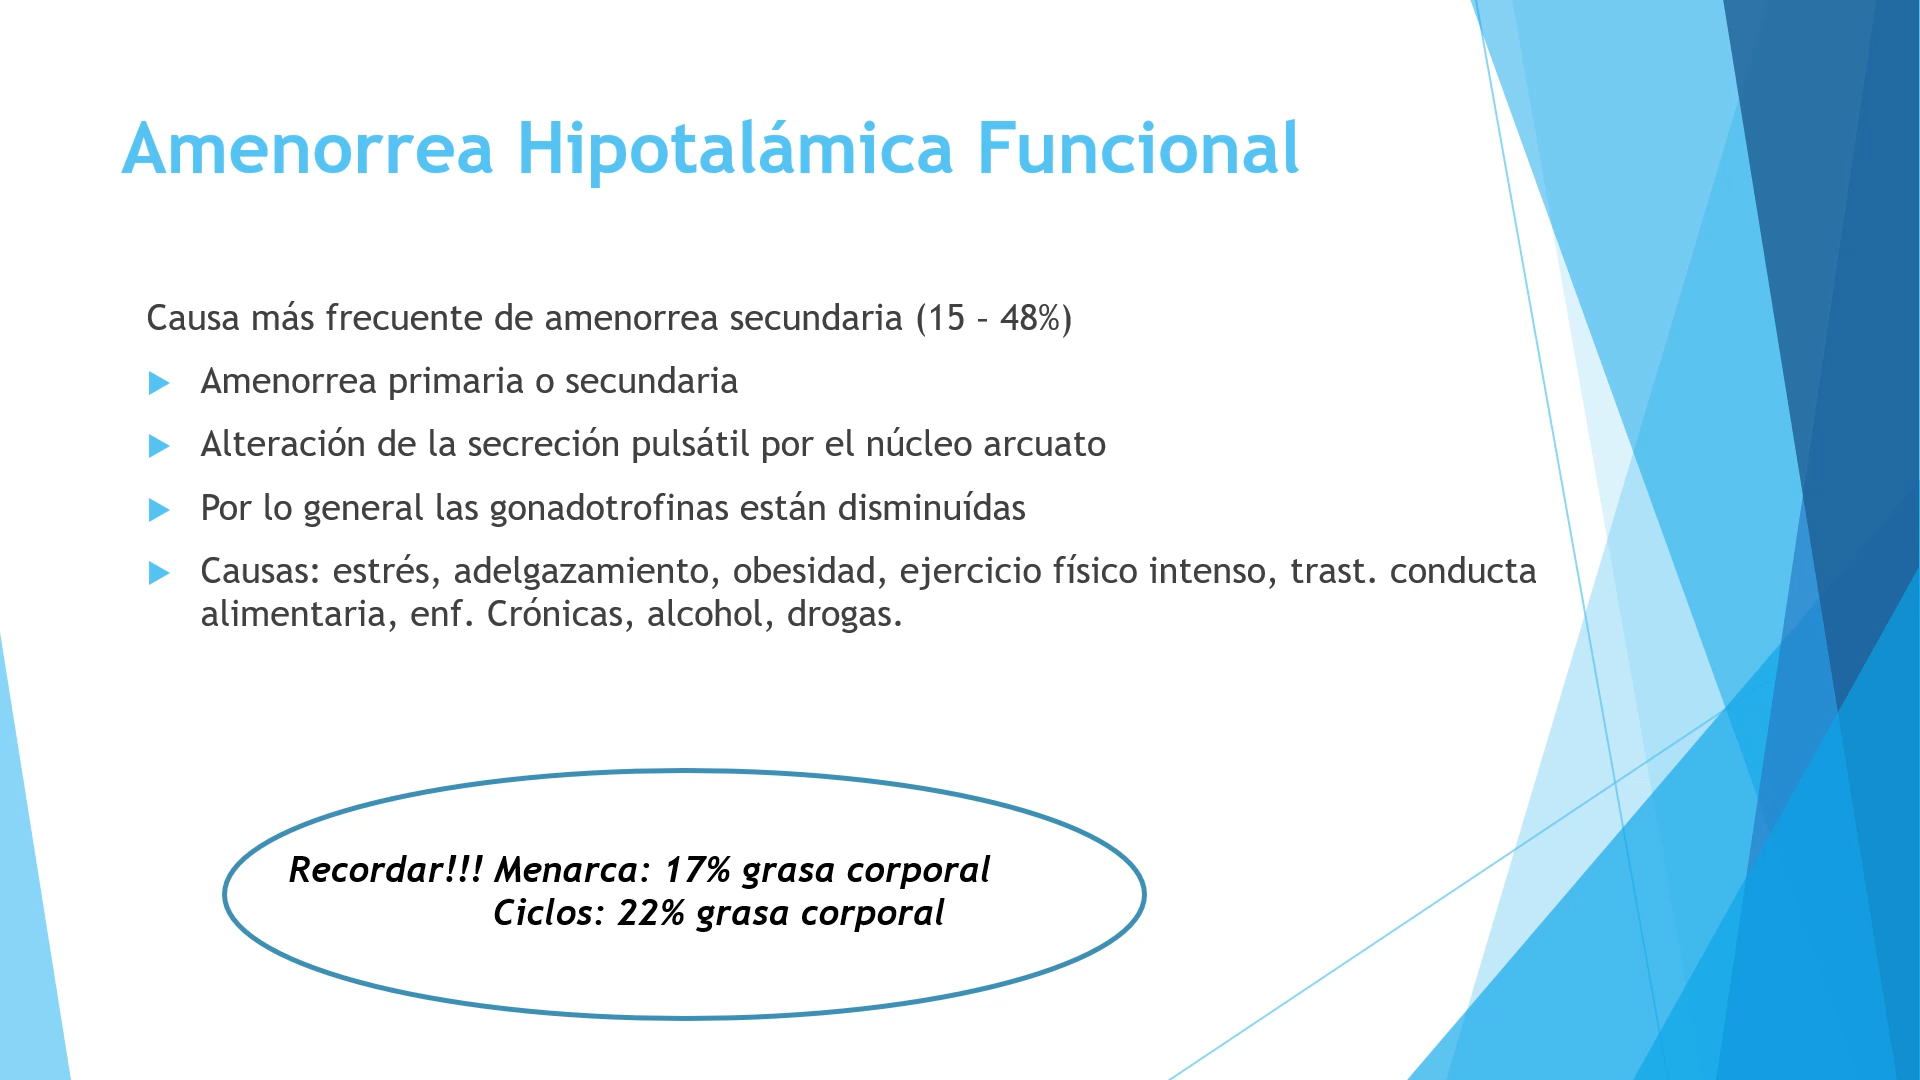 Amenorrea Hipotalámica Funcional
Causa más frecuente de amenorrea secundaria (15 – 48%)
Amenorrea primaria o secundaria
Alteración de la secreción pulsátil por el núcleo arcuato
Por lo general las gonadotrofinas están disminuídas
Causas: estrés, adelgazamiento, obesidad, ejercicio físico intenso, trast. conducta
alimentaria, enf. Crónicas, alcohol, drogas.
Recordar!!! Menarca: 17% grasa corporal
Ciclos: 22% grasa corporal